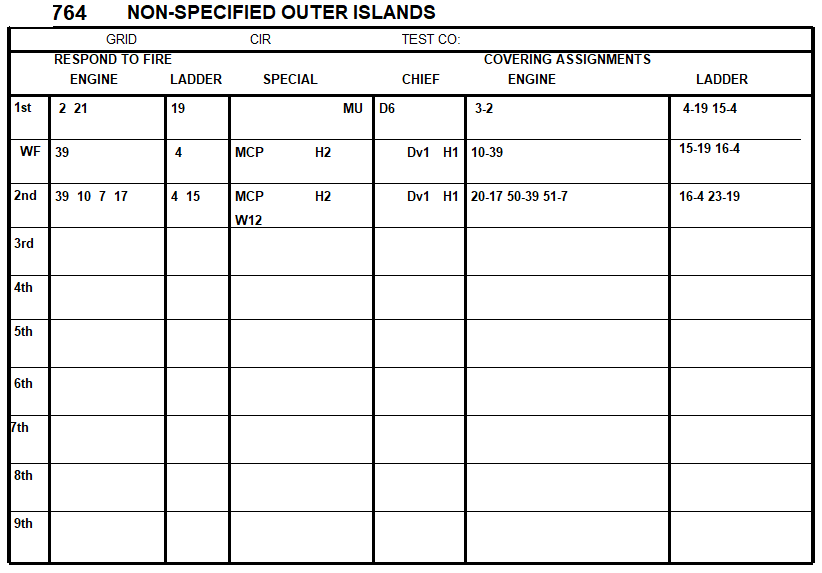 764 NON-SPECIFIED OUTER ISLANDS
GRID CIR TEST CO:
RESPOND TO FIRE COVERING ASSIGNMENTS
ENGINE LADDER SPECIAL CHIEF ENGINE LADDER
1st 2 21 19 MU D6 3-2 4-19 15-4
WF 39 4 MCP H2 Dv1 H1 10-39 15-19 16-4
2nd 39 10 7 17 4 15 MCP H2 Dv1 H1 20-17 50-39 51-7 16-4 23-19
W12
3rd
4th
5th
6th
7th
8th
9th